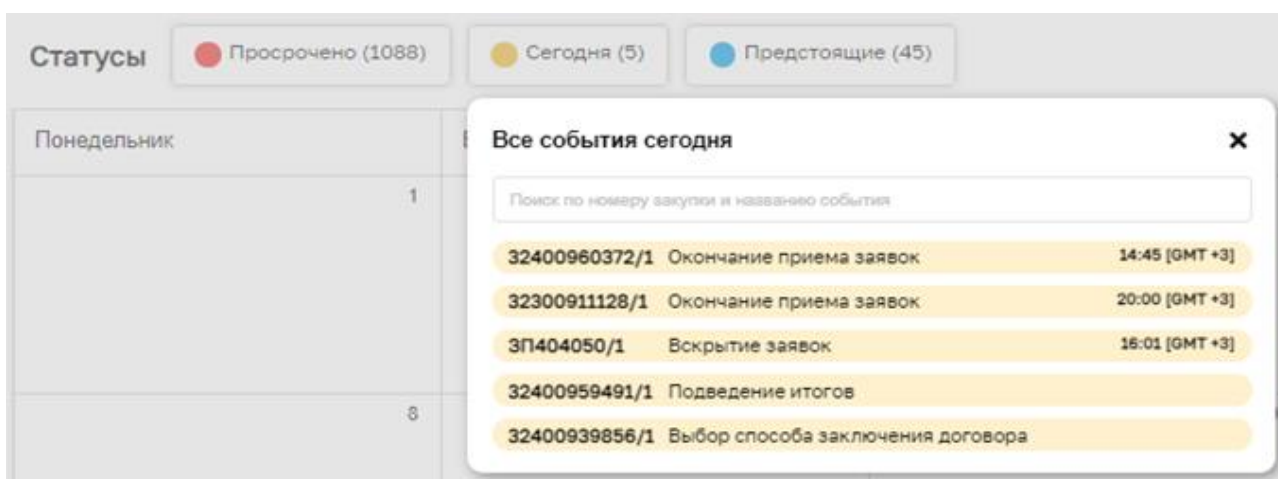 Статусы Просрочено (1088) Сегодня (5) Предстоящие (45)
Понедельник
1
8
Все события сегодня
Поиск по номеру закупки и названию события
32400960372/1 Окончание приема заявок 14:45 [GMT +3]
32300911128/1 Окончание приема заявок 20:00 [GMT +3]
ЗП404050/1 Вскрытие заявок 16:01 [GMT +3]
32400959491/1 Подведение итогов
32400939856/1 Выбор способа заключения договора